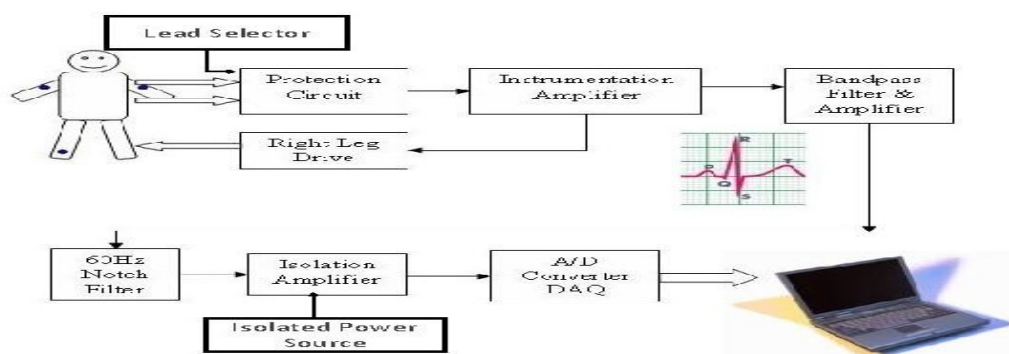 Lead Selector
Protection
Circuit
Instrumentation
Amplifier
Bandpass
Filter &
Amplifier
Right Leg
Drive
R
P
T
Q
S
60Hz
Notch
Filter
Isolation
Amplifier
A/D
Converter
DAQ
Isolated Power
Source